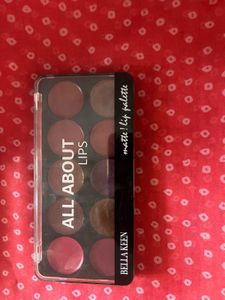 ALL ABOUT
LIPS
matte! lip palette
BELLA KEEN